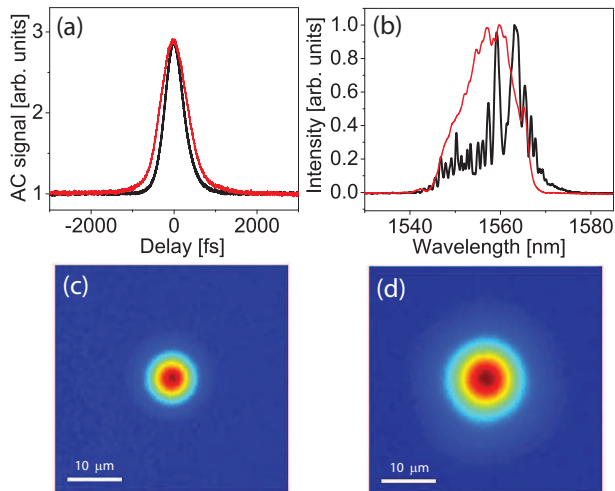 (a)
AC signal [arb. units]
3
2
1
-2000
0
2000
Delay [fs]
(b)
Intensity [arb. units]
1.0
0.8
0.6
0.4
0.2
0.0
1540
1560
1580
Wavelength [nm]
(c)
10 μm
(d)
10 μm